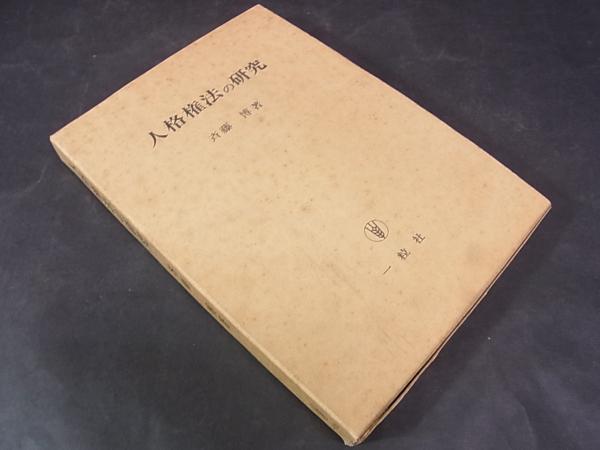 人格権法の研究
斉藤 博著
一粒社